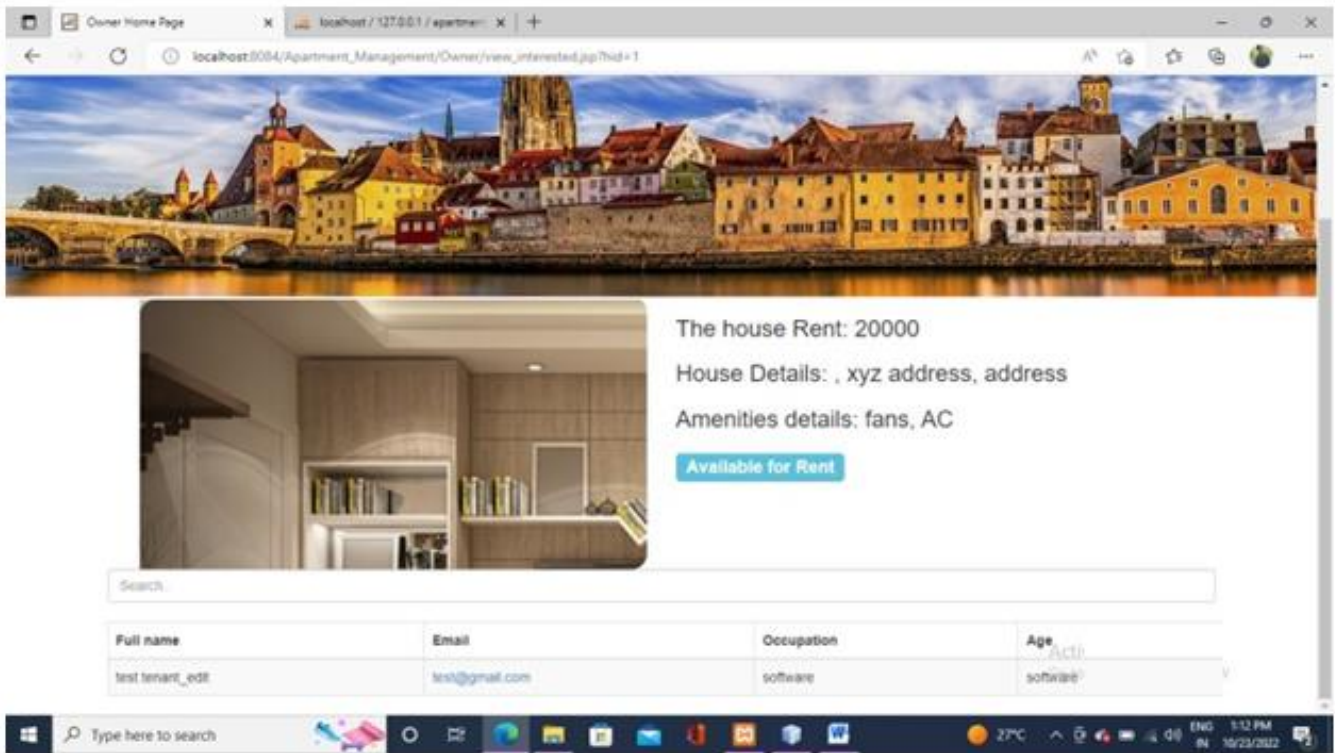 Owner Home Page
localhost / 127.0.0.1 / apartmen
localhost:8084/Apartment_Management/Owner/view_interested.jsp?hid=1
The house Rent: 20000
House Details: , xyz address, address
Amenities details: fans, AC
Available for Rent
Search
Full name Email Occupation Age
Acti
test tenant_edit test@gmail.com software software
Type here to search
27°C
ENG 1:12 PM
IN 10/23/2022